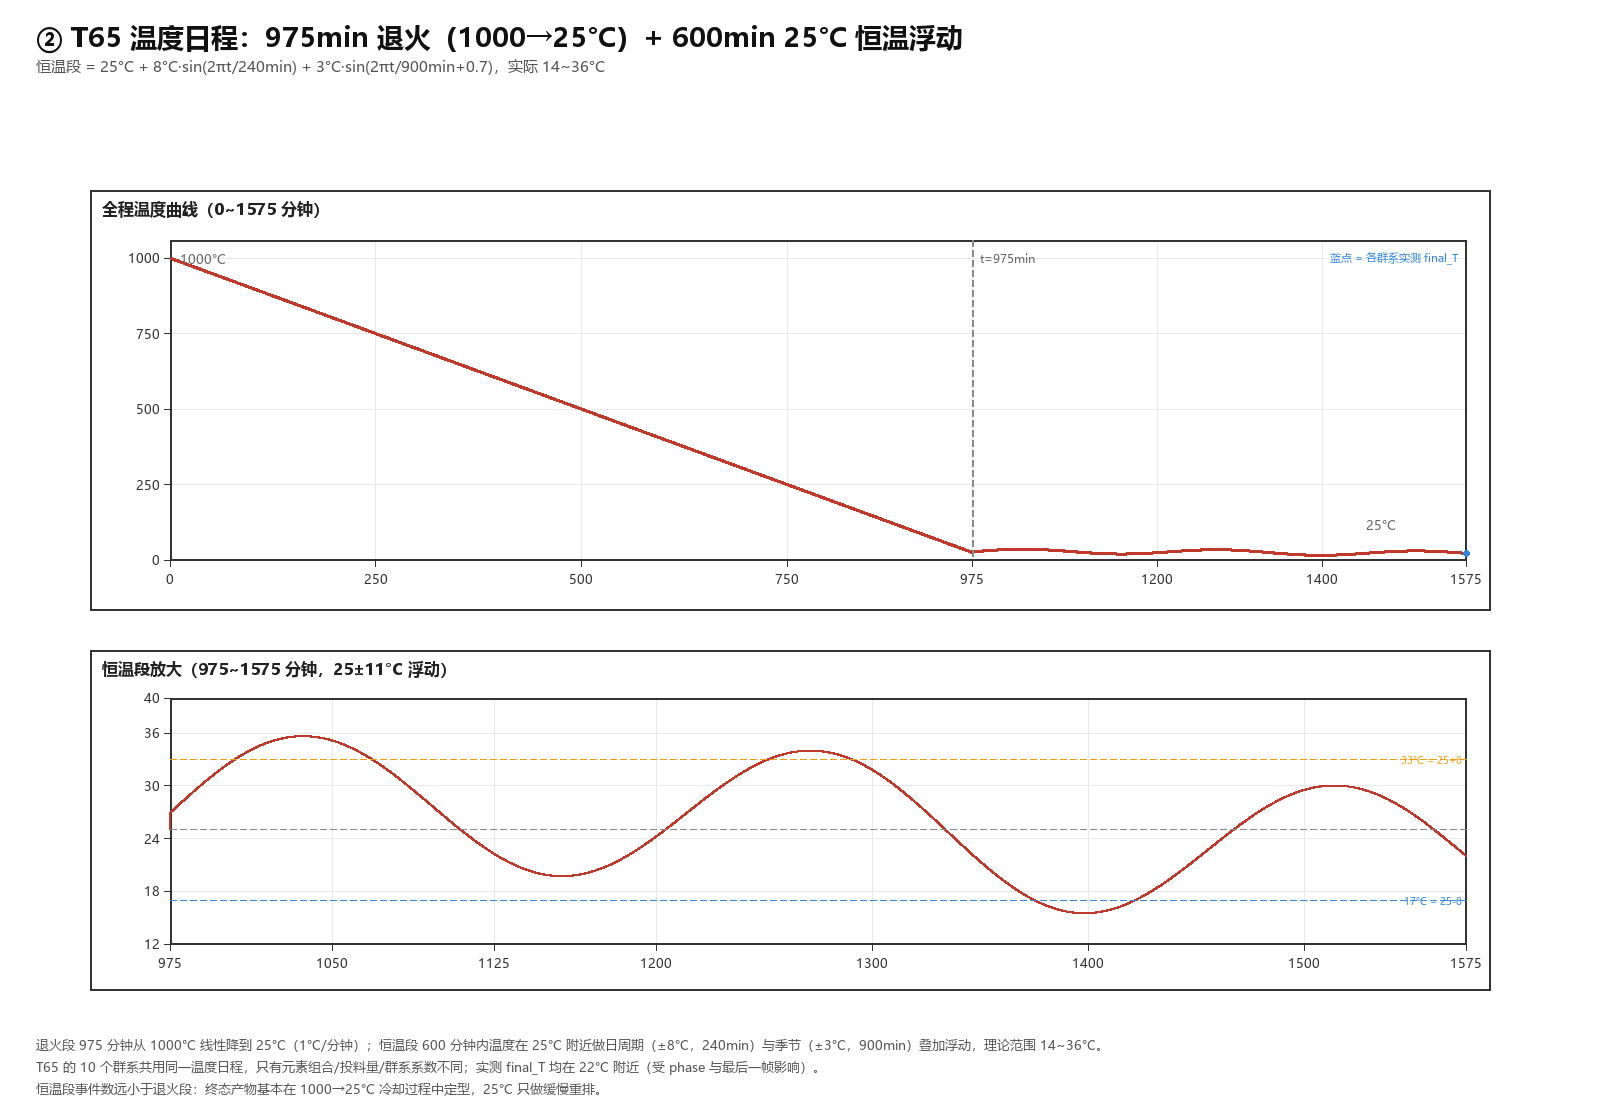 ② T65 温度日程：975min 退火（1000→25°C）+ 600min 25°C 恒温浮动
恒温段 = 25°C + 8°C·sin(2πt/240min) + 3°C·sin(2πt/900min+0.7)，实际 14~36°C
全程温度曲线（0~1575 分钟）
1000°C
t=975min
蓝点 = 各群系实测 final_T
25°C
1000
750
500
250
0
0 250 500 750 975 1200 1400 1575
恒温段放大（975~1575 分钟，25±11°C 浮动）
40
36
33°C = 25+8
30
24
18
17°C = 25-8
12
975 1050 1125 1200 1300 1400 1500 1575
退火段 975 分钟从 1000°C 线性降到 25°C（1°C/分钟）；恒温段 600 分钟内温度在 25°C 附近做日周期（±8°C，240min）与季节（±3°C，900min）叠加浮动，理论范围 14~36°C。
T65 的 10 个群系共用同一温度日程，只有元素组合/投料量/群系系数不同；实测 final_T 均在 22°C 附近（受 phase 与最后一帧影响）。
恒温段事件数远小于退火段：终态产物基本在 1000→25°C 冷却过程中定型，25°C 只做缓慢重排。